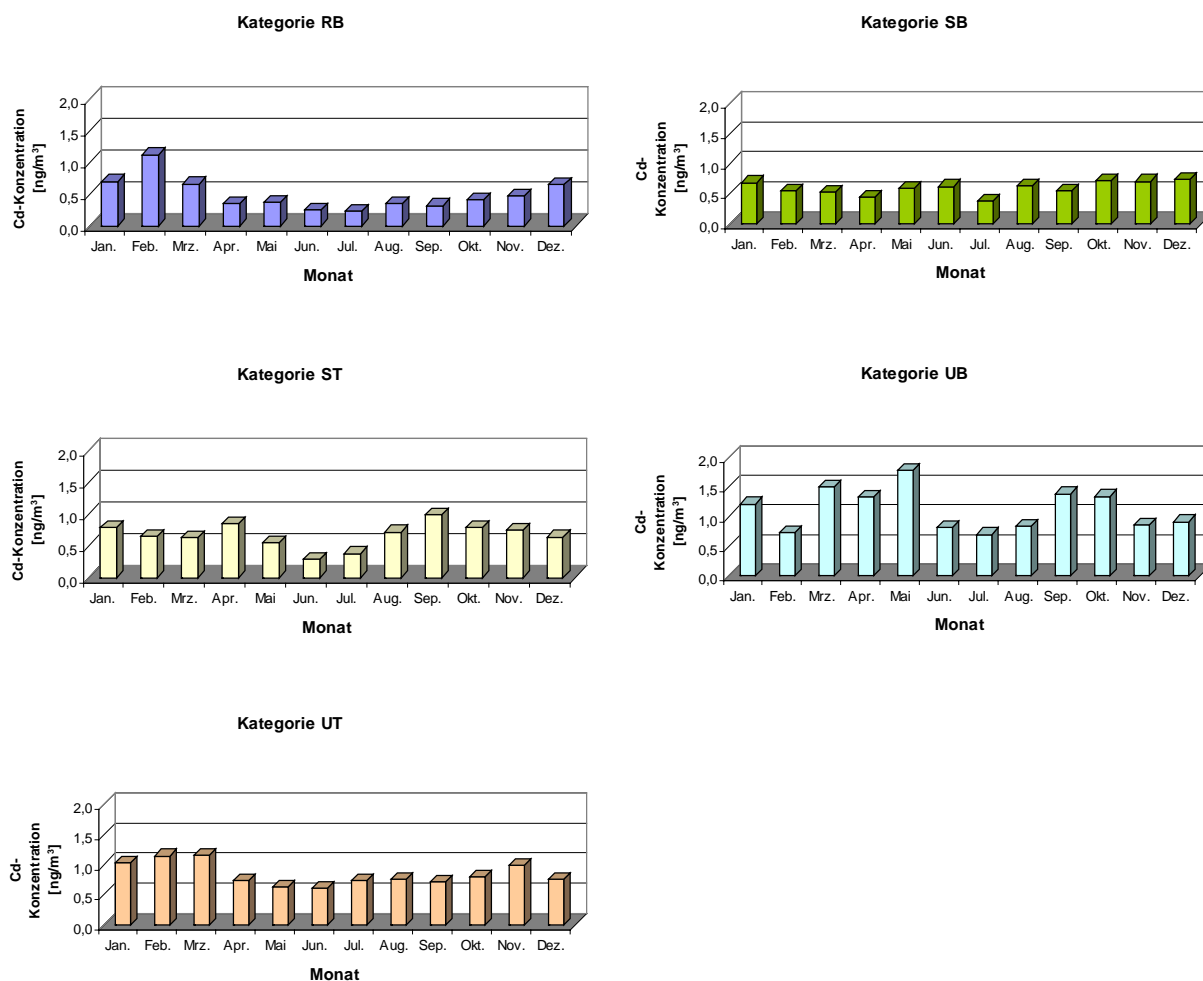 Kategorie RB
Cd-Konzentration
[ng/m³]
2,0
1,5
1,0
0,5
0,0
Jan. Feb. Mrz. Apr. Mai Jun. Jul. Aug. Sep. Okt. Nov. Dez.
Monat
Kategorie SB
Cd-
Konzentration
[ng/m³]
2,0
1,5
1,0
0,5
0,0
Jan. Feb. Mrz. Apr. Mai Jun. Jul. Aug. Sep. Okt. Nov. Dez.
Monat
Kategorie ST
Cd-Konzentration
[ng/m³]
2,0
1,5
1,0
0,5
0,0
Jan. Feb. Mrz. Apr. Mai Jun. Jul. Aug. Sep. Okt. Nov. Dez.
Monat
Kategorie UB
Cd-
Konzentration
[ng/m³]
2,0
1,5
1,0
0,5
0,0
Jan. Feb. Mrz. Apr. Mai Jun. Jul. Aug. Sep. Okt. Nov. Dez.
Monat
Kategorie UT
Cd-
Konzentration
[ng/m³]
2,0
1,5
1,0
0,5
0,0
Jan. Feb. Mrz. Apr. Mai Jun. Jul. Aug. Sep. Okt. Nov. Dez.
Monat